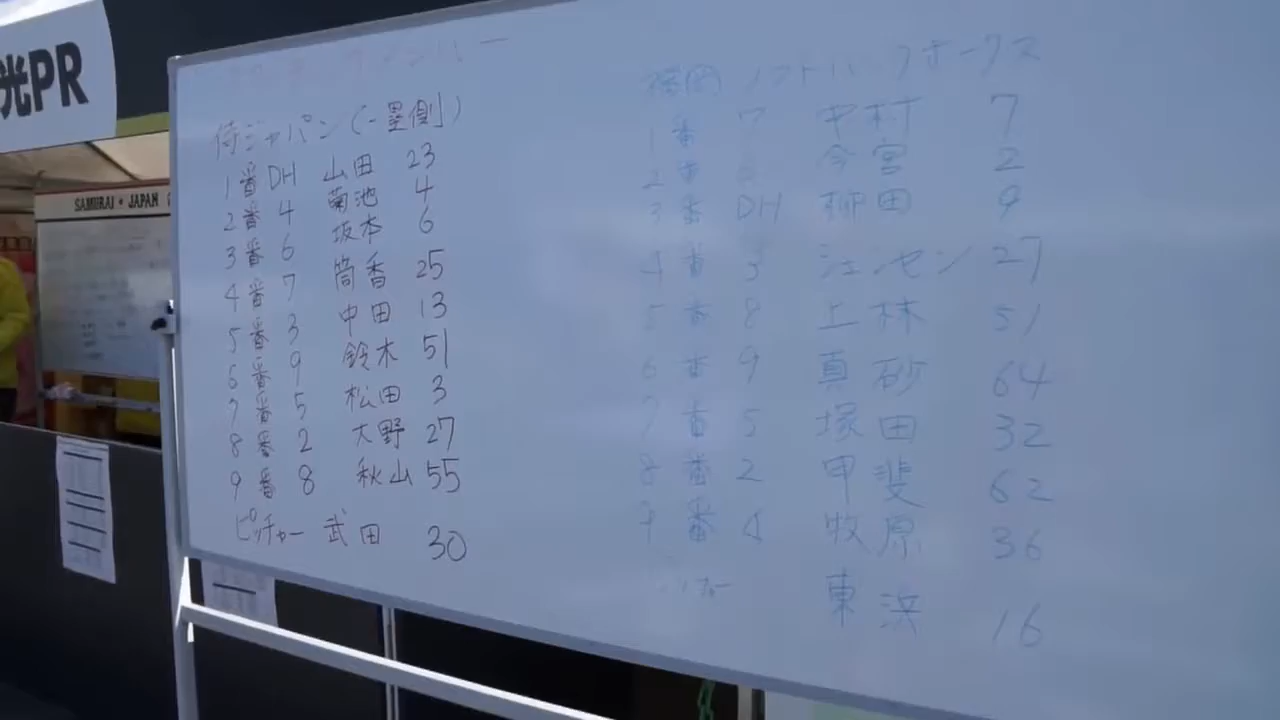 光PR
SAMURAI JAPAN
侍ジャパン(一塁側)
1番 DH 山田 23
2番 4 菊池 4
3番 6 坂本 6
4番 7 筒香 25
5番 3 中田 13
6番 9 鈴木 51
7番 5 松田 3
8番 2 大野 27
9番 8 秋山 55
ピッチャー 武田 30
福岡ソフトバンクホークス
1番 7 中村 7
2番 今宮 2
3番 DH 柳田 9
4番 3 ジェンセン 27
5番 8 上林 51
6番 9 真砂 64
7番 5 塚田 32
8番 2 甲斐 62
9番 4 牧原 36
東浜 16